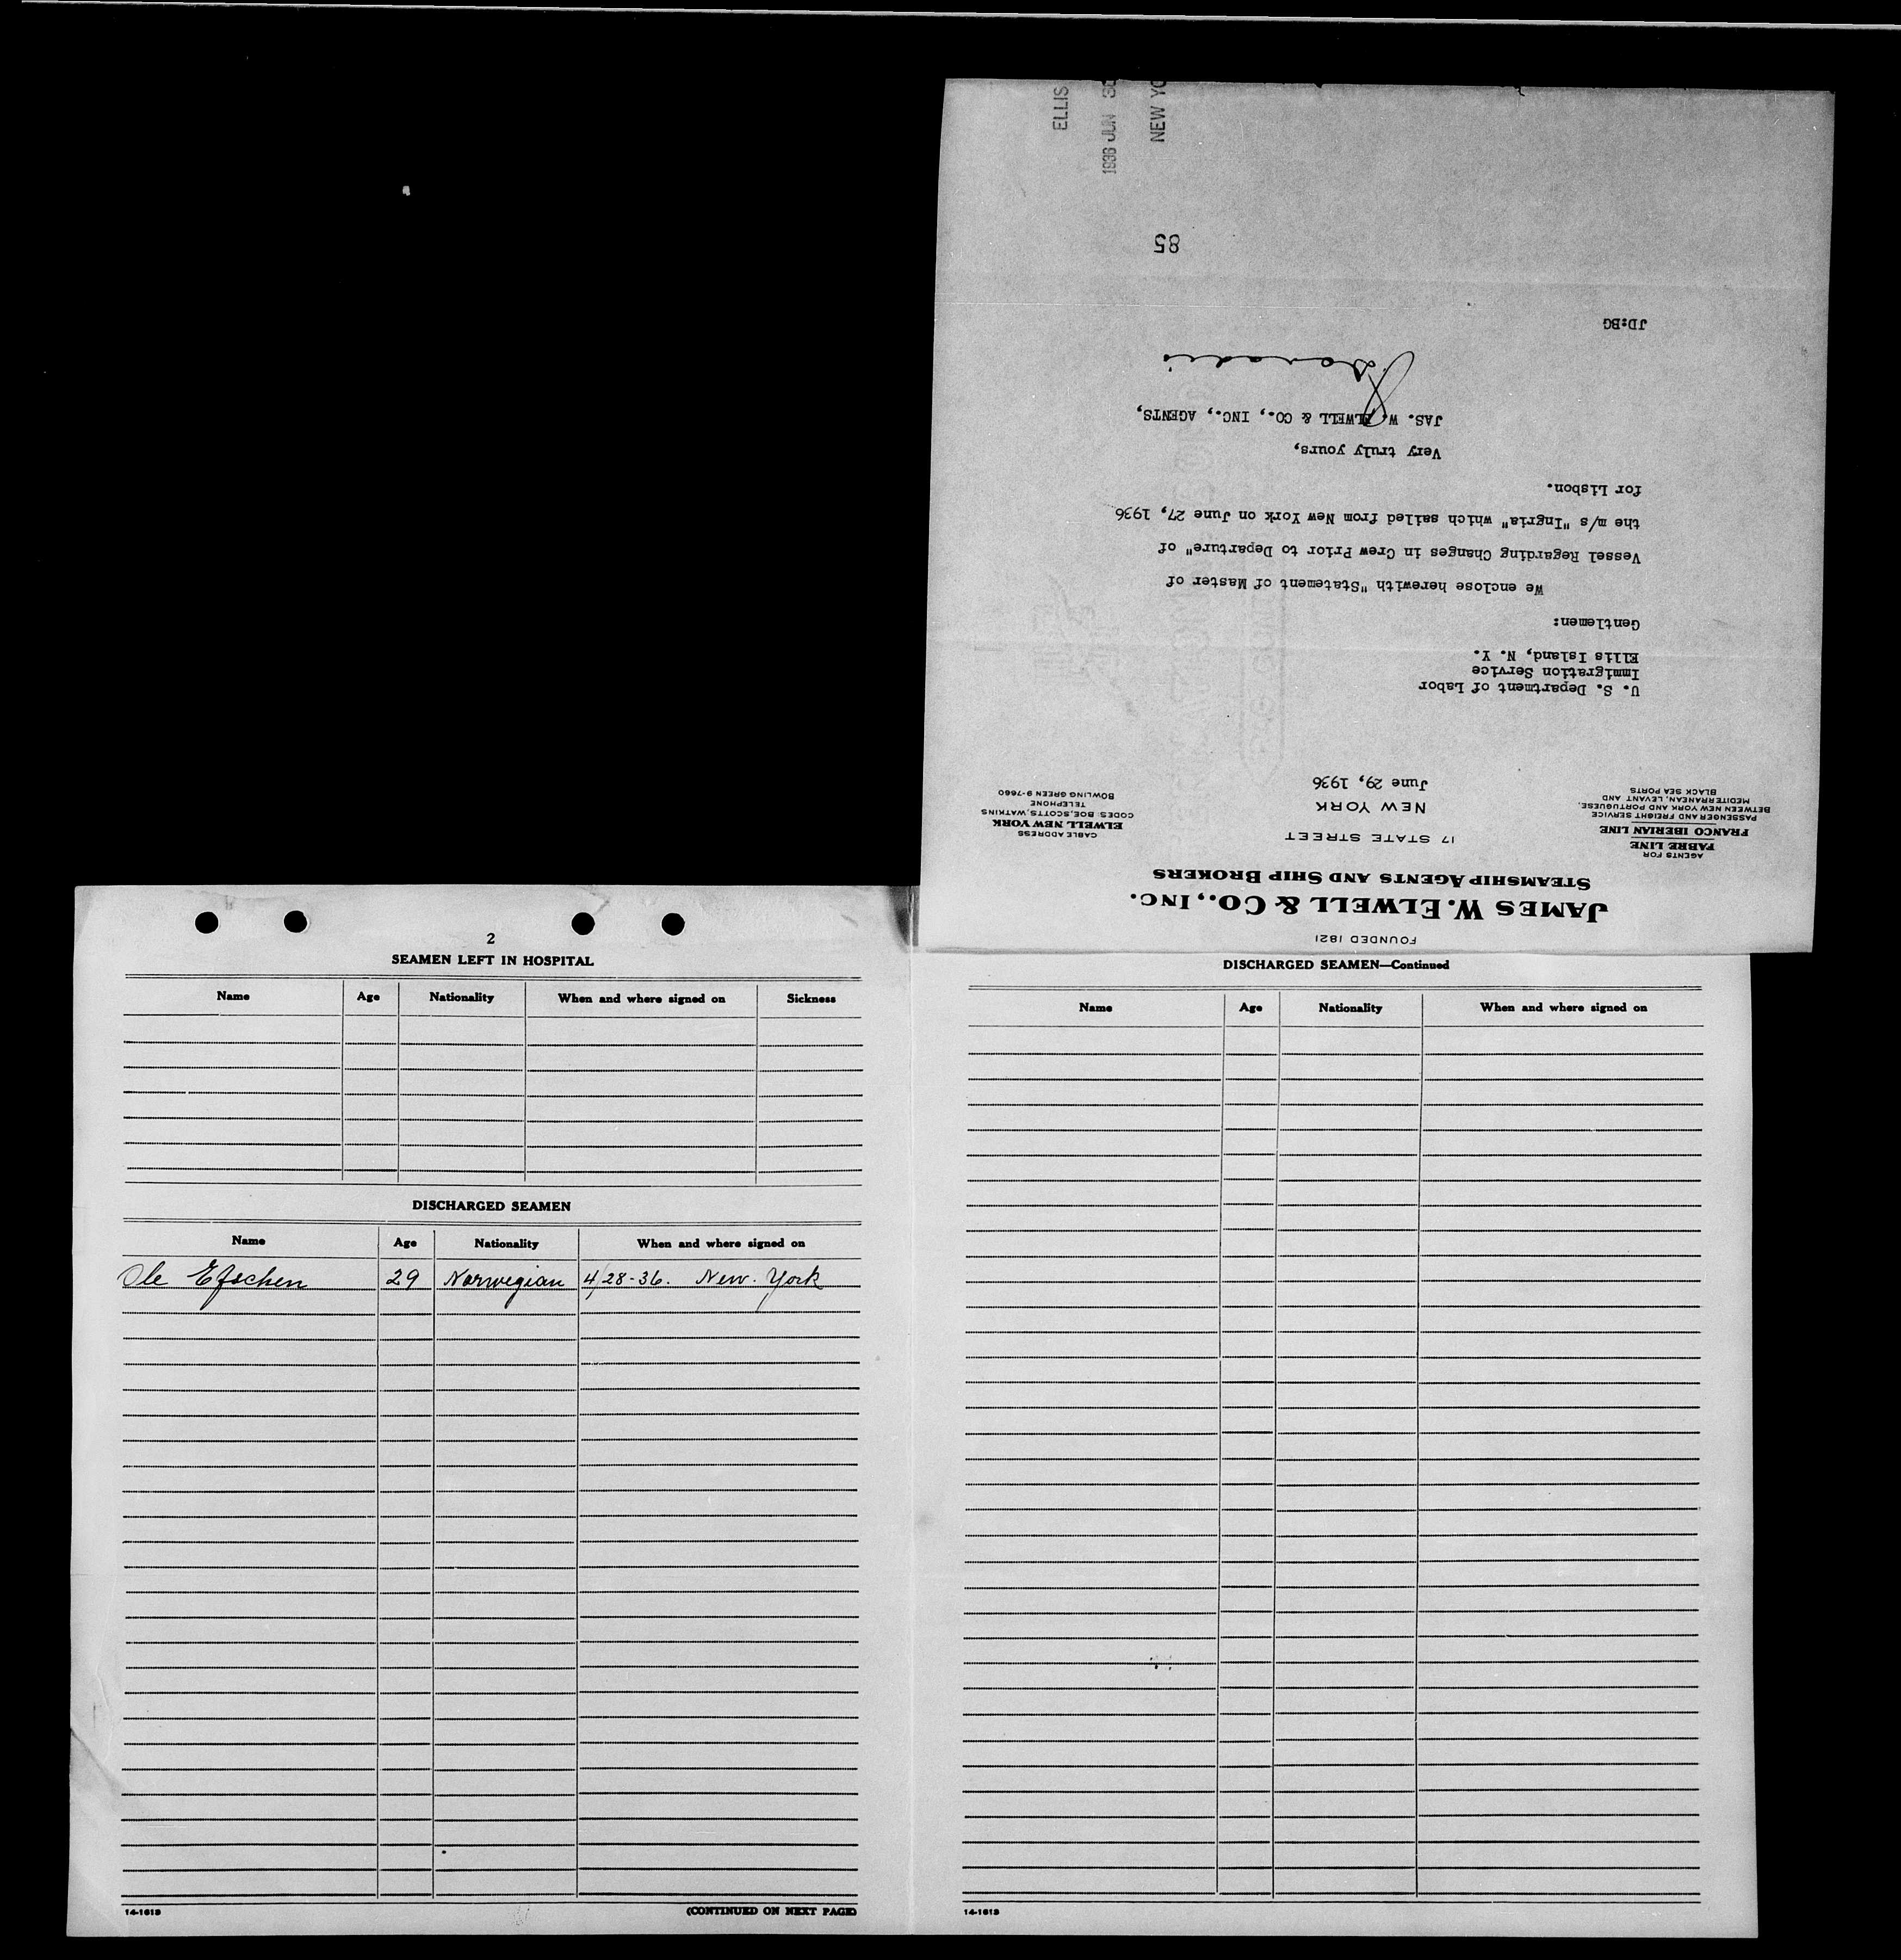 FOUNDED 1821
JAMES W. ELWELL & CO., INC.
STEAMSHIP AGENTS AND SHIP BROKERS
17 STATE STREET
NEW YORK
AGENTS FOR
FABRE LINE
FRANCO IBERIAN LINE
PASSENGER AND FREIGHT SERVICE
BETWEEN NEW YORK AND PORTUGUESE,
MEDITERRANEAN, LEVANT AND
BLACK SEA PORTS
CABLE ADDRESS
ELWELL NEW YORK
CODES: BOE, SCOTTS, WATKINS
TELEPHONE
BOWLING GREEN 9-7660
June 29, 1936
U. S. Department of Labor
Immigration Service
Ellis Island, N. Y.
Gentlemen:
We enclose herewith "Statement of Master of
Vessel Regarding Changes in Crew Prior to Departure" of
the m/s "Ingria" which sailed from New York on June 27, 1936
for Lisbon.
Very truly yours,
JAS. W. ELWELL & CO., INC., AGENTS,
JD:BG
85
ELLIS
1936 JUN 30
NEW YO
2
SEAMEN LEFT IN HOSPITAL
Name Age Nationality When and where signed on Sickness
DISCHARGED SEAMEN
Name Age Nationality When and where signed on
Ole 29 Norwegian 4/28-36. New. York
14-1613
(CONTINUED ON NEXT PAGE)
DISCHARGED SEAMEN—Continued
Name Age Nationality When and where signed on
14-1613